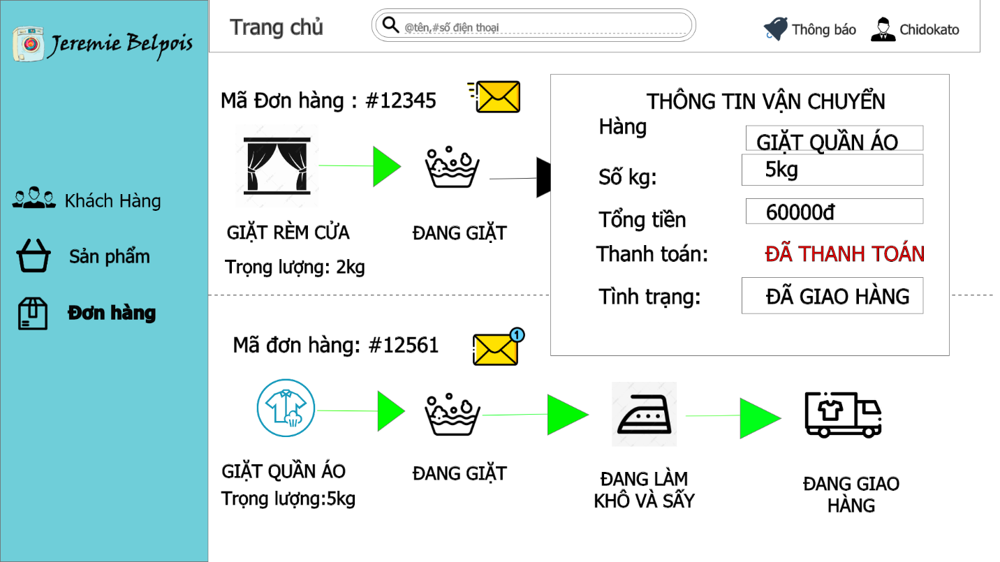 Jeremie Belpois
Trang chủ
@tên,#số điện thoại
Thông báo
Chidokato
Khách Hàng
Sản phẩm
Đơn hàng
Mã Đơn hàng : #12345
GIẶT RÈM CỬA
ĐANG GIẶT
Trọng lượng: 2kg
THÔNG TIN VẬN CHUYỂN
Hàng
GIẶT QUẦN ÁO
Số kg:
5kg
Tổng tiền
60000đ
Thanh toán:
ĐÃ THANH TOÁN
Tình trạng:
ĐÃ GIAO HÀNG
Mã đơn hàng: #12561
1
GIẶT QUẦN ÁO
Trọng lượng:5kg
ĐANG GIẶT
ĐANG LÀM
KHÔ VÀ SẤY
ĐANG GIAO
HÀNG